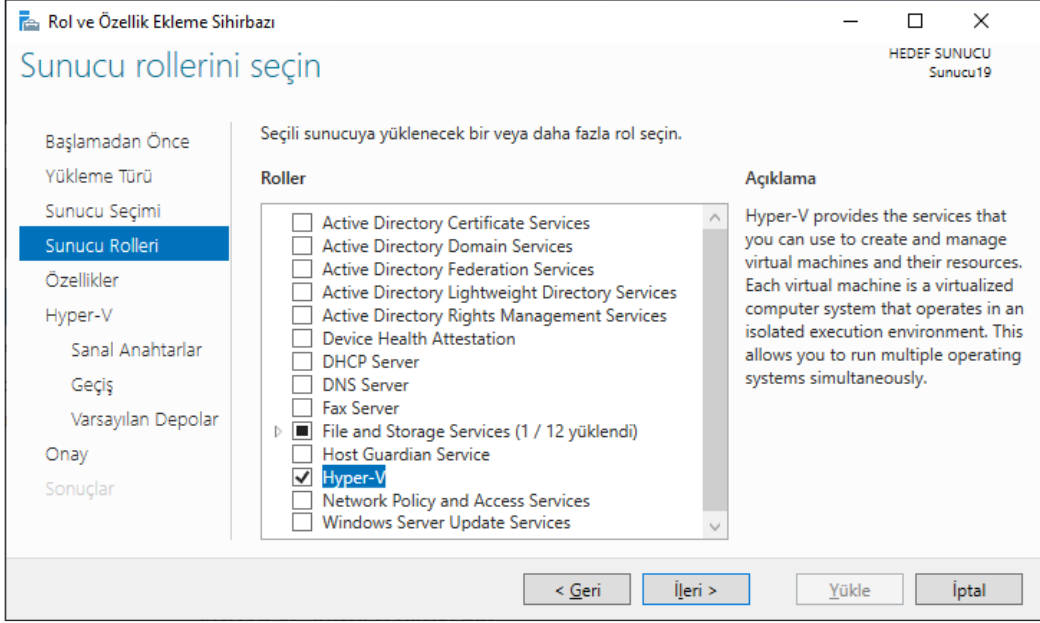 Rol ve Özellik Ekleme Sihirbazı
Sunucu rollerini seçin
HEDEF SUNUCU
Sunucu19
Başlamadan Önce
Yükleme Türü
Sunucu Seçimi
Sunucu Rolleri
Özellikler
Hyper-V
Sanal Anahtarlar
Geçiş
Varsayılan Depolar
Onay
Sonuçlar
Seçili sunucuya yüklenecek bir veya daha fazla rol seçin.
Roller
Active Directory Certificate Services
Active Directory Domain Services
Active Directory Federation Services
Active Directory Lightweight Directory Services
Active Directory Rights Management Services
Device Health Attestation
DHCP Server
DNS Server
Fax Server
File and Storage Services (1 / 12 yüklendi)
Host Guardian Service
Hyper-V
Network Policy and Access Services
Windows Server Update Services
Açıklama
Hyper-V provides the services that
you can use to create and manage
virtual machines and their resources.
Each virtual machine is a virtualized
computer system that operates in an
isolated execution environment. This
allows you to run multiple operating
systems simultaneously.
< Geri
İleri >
Yükle
İptal